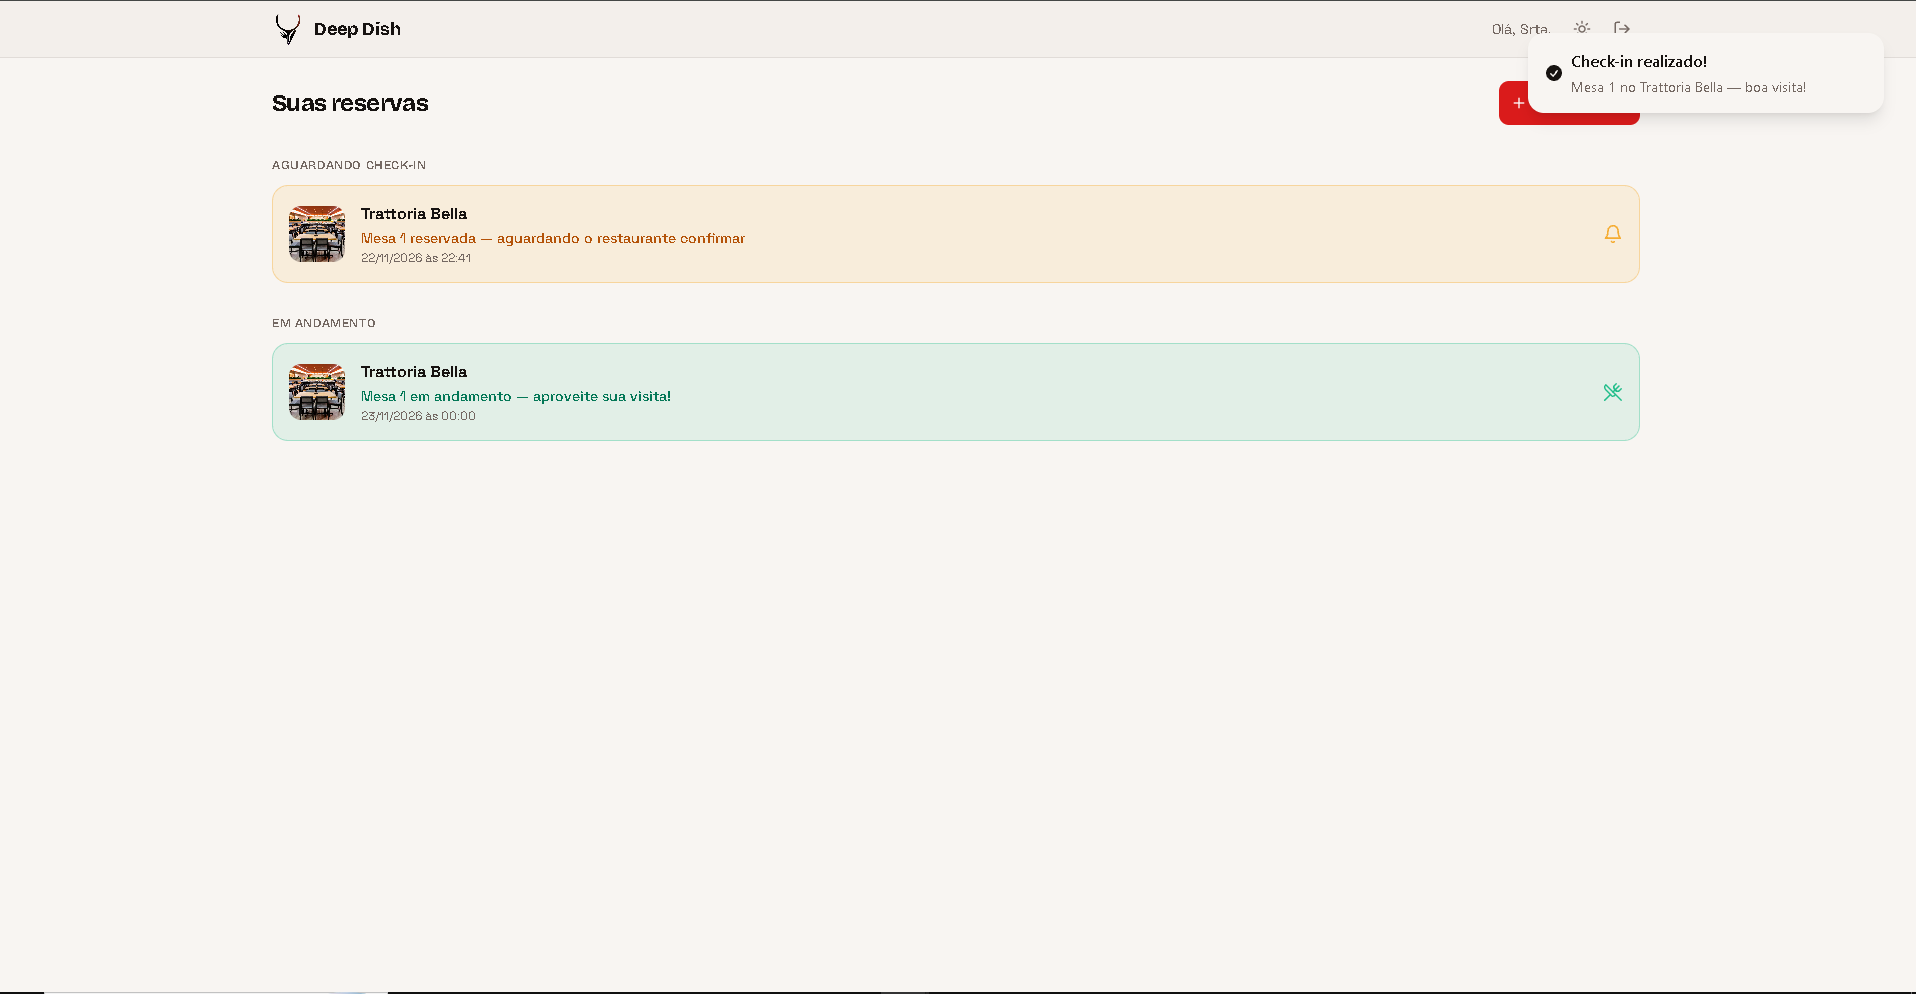 Deep Dish
Olá, Srta.
Check-in realizado!
Mesa 1 no Trattoria Bella — boa visita!
Suas reservas
+
AGUARDANDO CHECK-IN
Trattoria Bella
Mesa 1 reservada — aguardando o restaurante confirmar
22/11/2026 às 22:41
EM ANDAMENTO
Trattoria Bella
Mesa 1 em andamento — aproveite sua visita!
23/11/2026 às 00:00